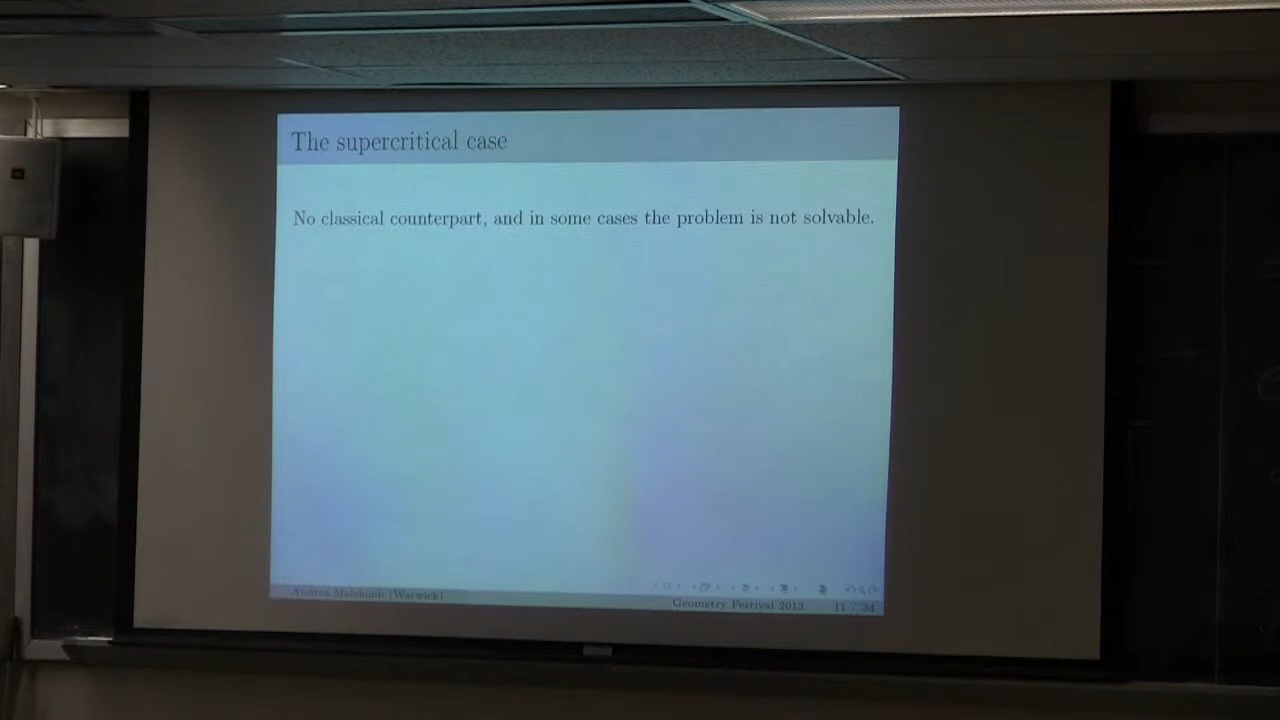 The supercritical case
No classical counterpart, and in some cases the problem is not solvable.
Andrea Malchiodi (Warwick)
Geometry Festival 2013 11 / 34